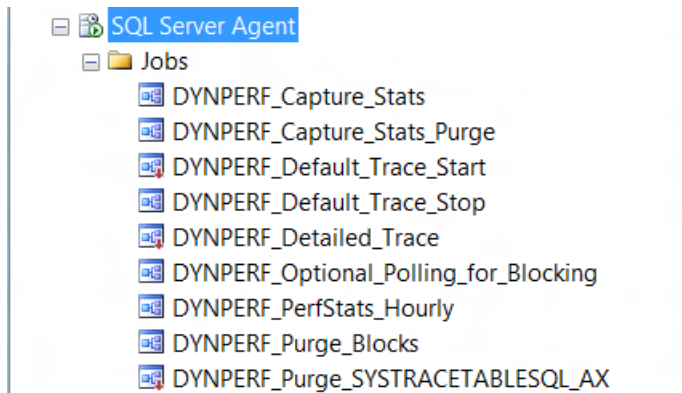 SQL Server Agent
Jobs
DYNPERF_Capture_Stats
DYNPERF_Capture_Stats_Purge
DYNPERF_Default_Trace_Start
DYNPERF_Default_Trace_Stop
DYNPERF_Detailed_Trace
DYNPERF_Optional_Polling_for_Blocking
DYNPERF_PerfStats_Hourly
DYNPERF_Purge_Blocks
DYNPERF_Purge_SYSTRACETABLESQL_AX